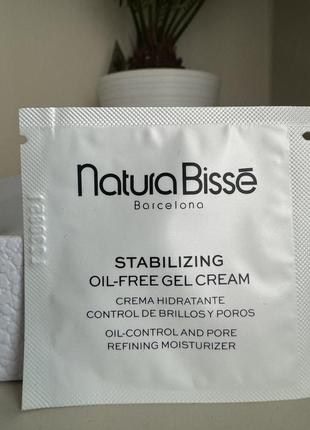 Natura Bissé
Barcelona
STABILIZING
OIL-FREE GEL CREAM
CREMA HIDRATANTE
CONTROL DE BRILLOS Y POROS
OIL-CONTROL AND PORE
REFINING MOISTURIZER